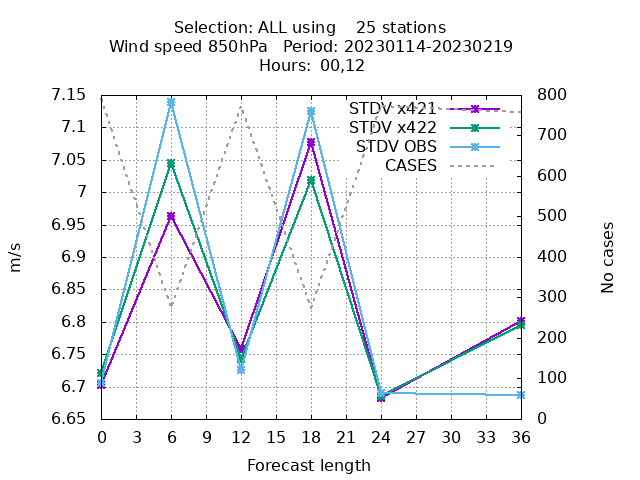 Selection: ALL using    25 stations
Wind speed 850hPa   Period: 20230114-20230219
Hours:  00,12
STDV x421
STDV x422
STDV OBS
CASES
7.15
7.1
7.05
7
6.95
6.9
6.85
6.8
6.75
6.7
6.65
800
700
600
500
400
300
200
100
0
m/s
No cases
0 3 6 9 12 15 18 21 24 27 30 33 36
Forecast length